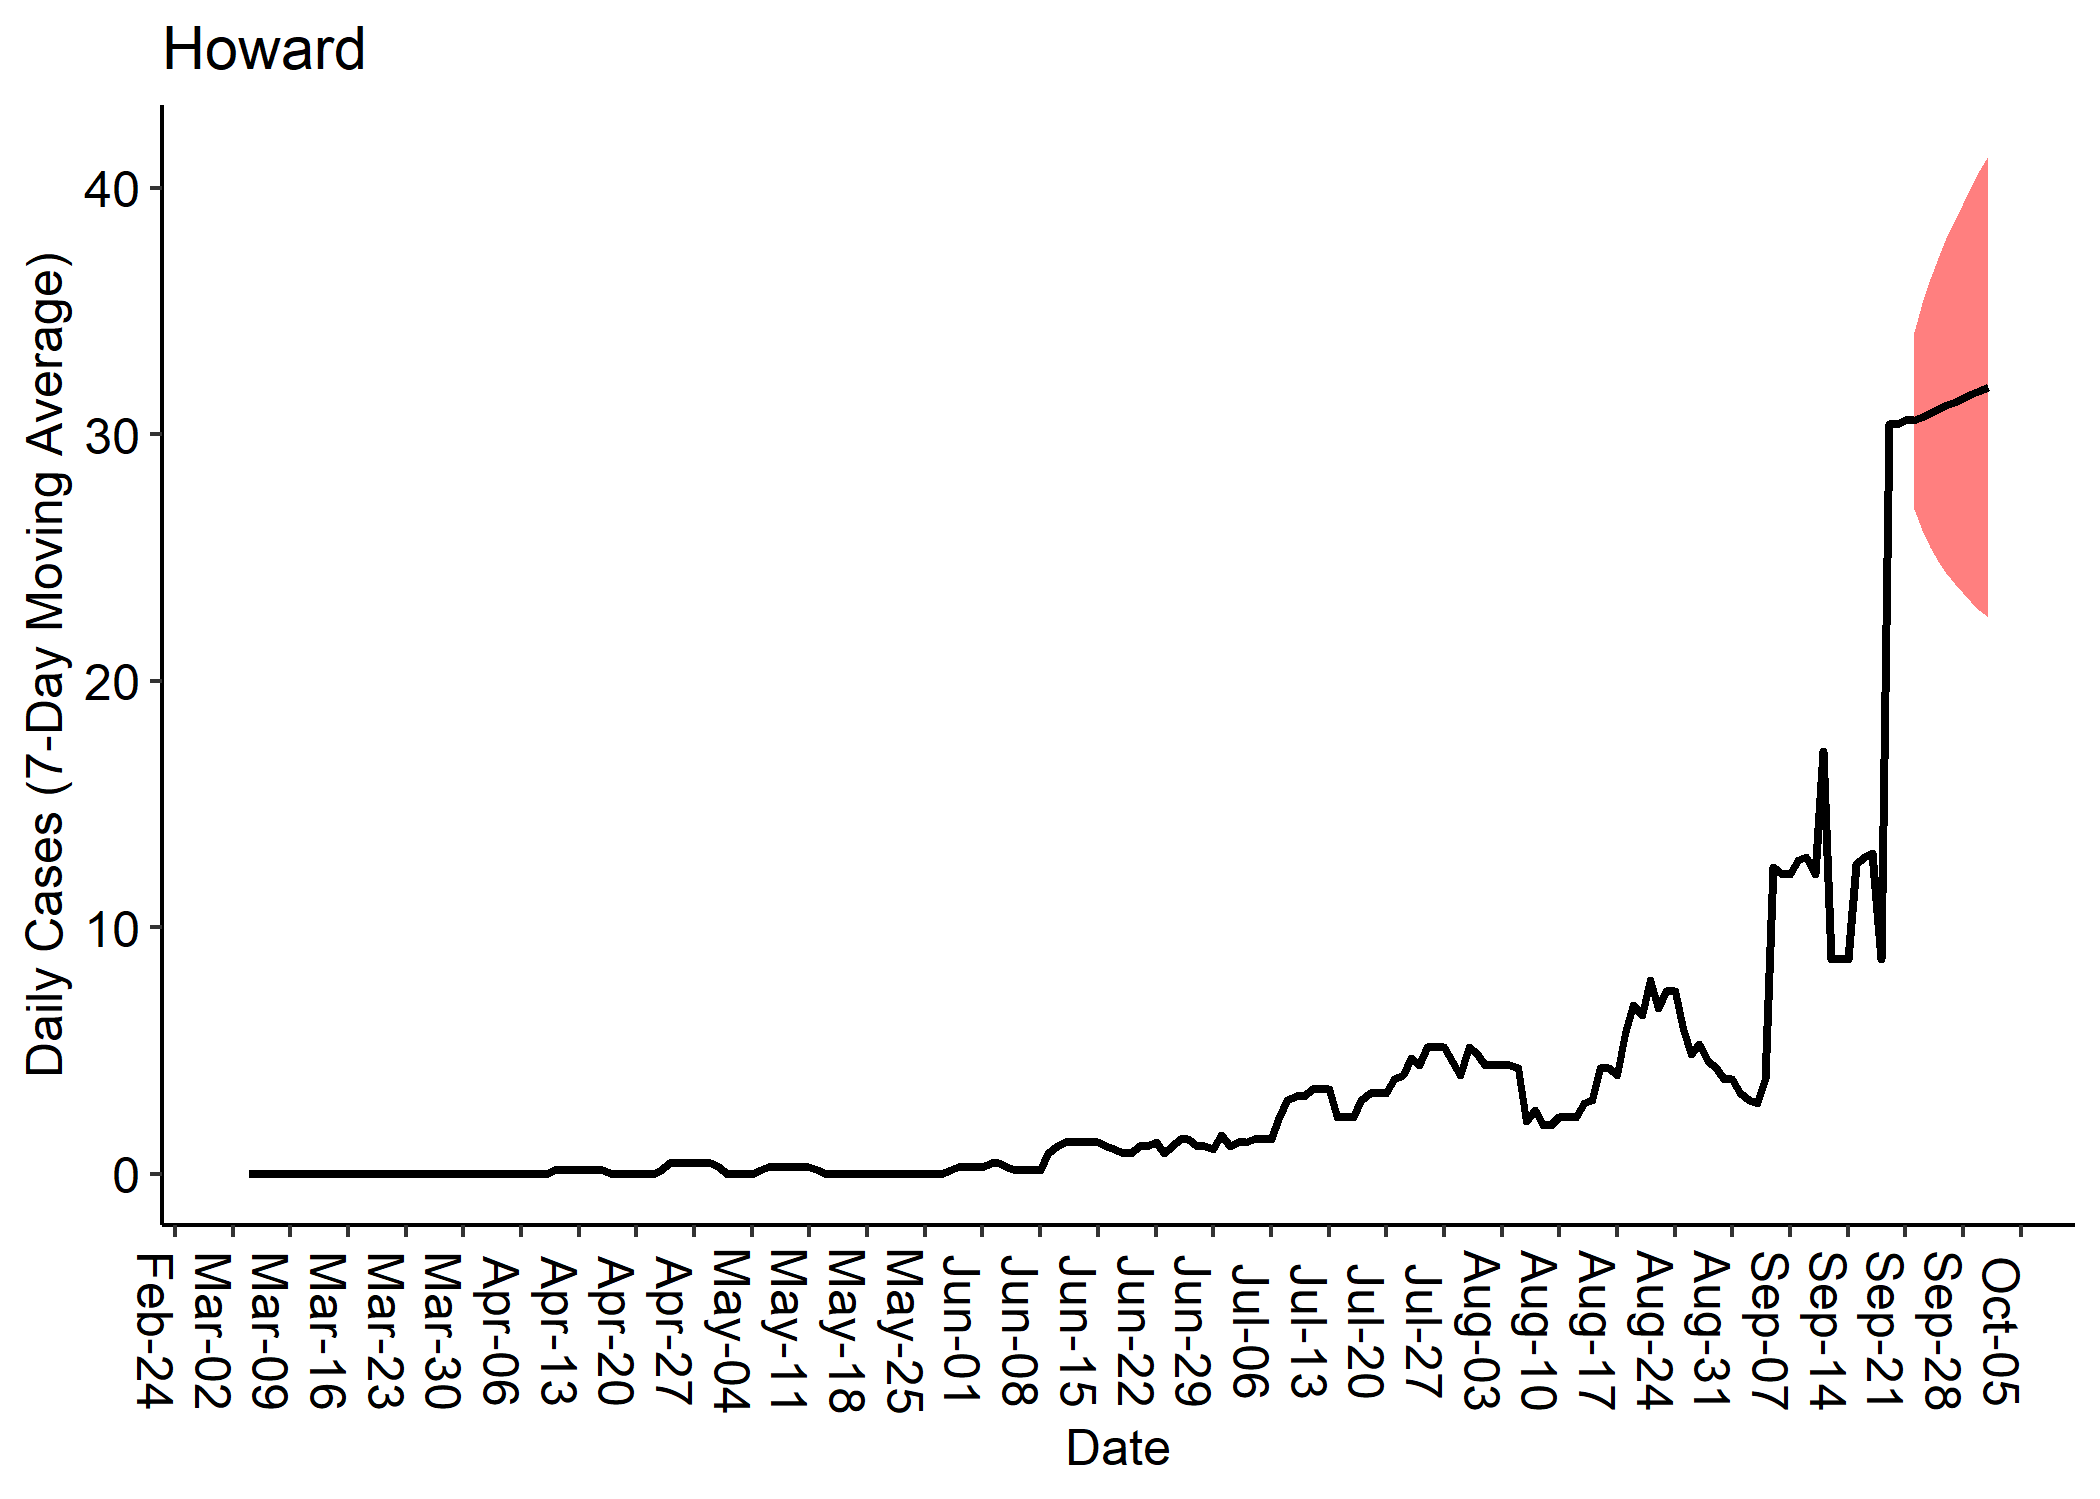 Howard
Daily Cases (7-Day Moving Average)
40
30
20
10
0
Feb-24
Mar-02
Mar-09
Mar-16
Mar-23
Mar-30
Apr-06
Apr-13
Apr-20
Apr-27
May-04
May-11
May-18
May-25
Jun-01
Jun-08
Jun-15
Jun-22
Jun-29
Jul-06
Jul-13
Jul-20
Jul-27
Aug-03
Aug-10
Aug-17
Aug-24
Aug-31
Sep-07
Sep-14
Sep-21
Sep-28
Oct-05
Date